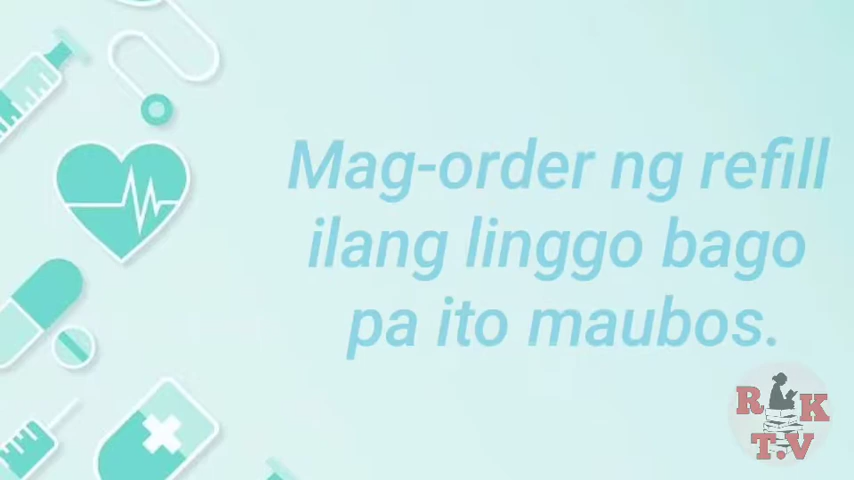 Mag-order ng refill
ilang linggo bago
pa ito maubos.
R K
T.V